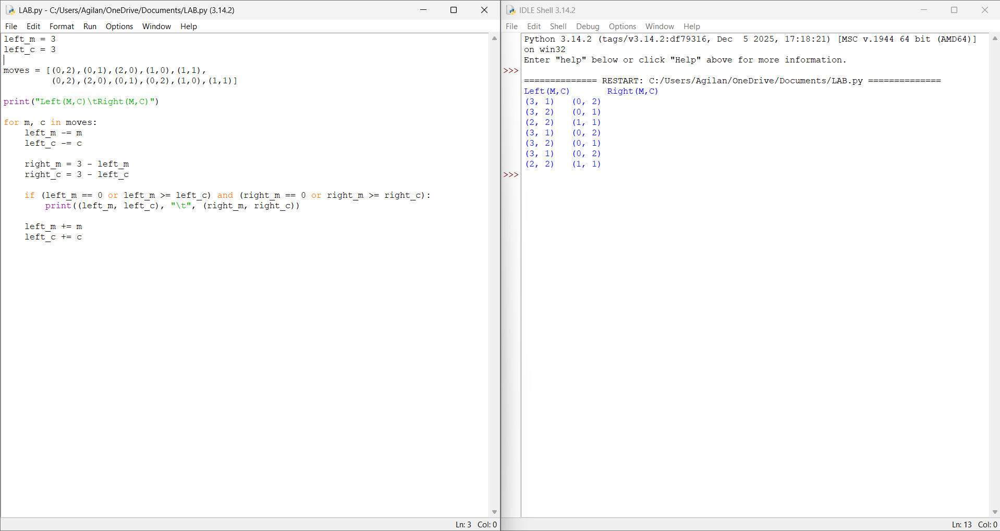 LAB.py - C:/Users/Agilan/OneDrive/Documents/LAB.py (3.14.2)
File Edit Format Run Options Window Help
left_m = 3
left_c = 3
moves = [(0,2),(0,1),(2,0),(1,0),(1,1),
         (0,2),(2,0),(0,1),(0,2),(1,0),(1,1)]
print("Left(M,C)\tRight(M,C)")
for m, c in moves:
    left_m -= m
    left_c -= c
    right_m = 3 - left_m
    right_c = 3 - left_c
    if (left_m == 0 or left_m >= left_c) and (right_m == 0 or right_m >= right_c):
        print((left_m, left_c), "\t", (right_m, right_c))
    left_m += m
    left_c += c
Ln: 3 Col: 0
IDLE Shell 3.14.2
File Edit Shell Debug Options Window Help
Python 3.14.2 (tags/v3.14.2:df79316, Dec  5 2025, 17:18:21) [MSC v.1944 64 bit (AMD64)]
on win32
Enter "help" below or click "Help" above for more information.
>>>
============== RESTART: C:/Users/Agilan/OneDrive/Documents/LAB.py ==============
Left(M,C)	Right(M,C)
(3, 1) 	 (0, 2)
(3, 2) 	 (0, 1)
(2, 2) 	 (1, 1)
(3, 1) 	 (0, 2)
(3, 2) 	 (0, 1)
(3, 1) 	 (0, 2)
(2, 2) 	 (1, 1)
>>>
Ln: 13 Col: 0